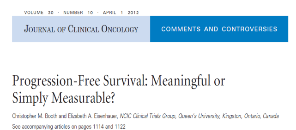 VOLUME 30 · NUMBER 10 · APRIL 1 2012
JOURNAL OF CLINICAL ONCOLOGY
COMMENTS AND CONTROVERSIES
Progression-Free Survival: Meaningful or
Simply Measurable?
Christopher M. Booth and Elizabeth A. Eisenhauer, NCIC Clinical Trials Group, Queen's University, Kingston, Ontario, Canada
See accompanying articles on pages 1114 and 1122